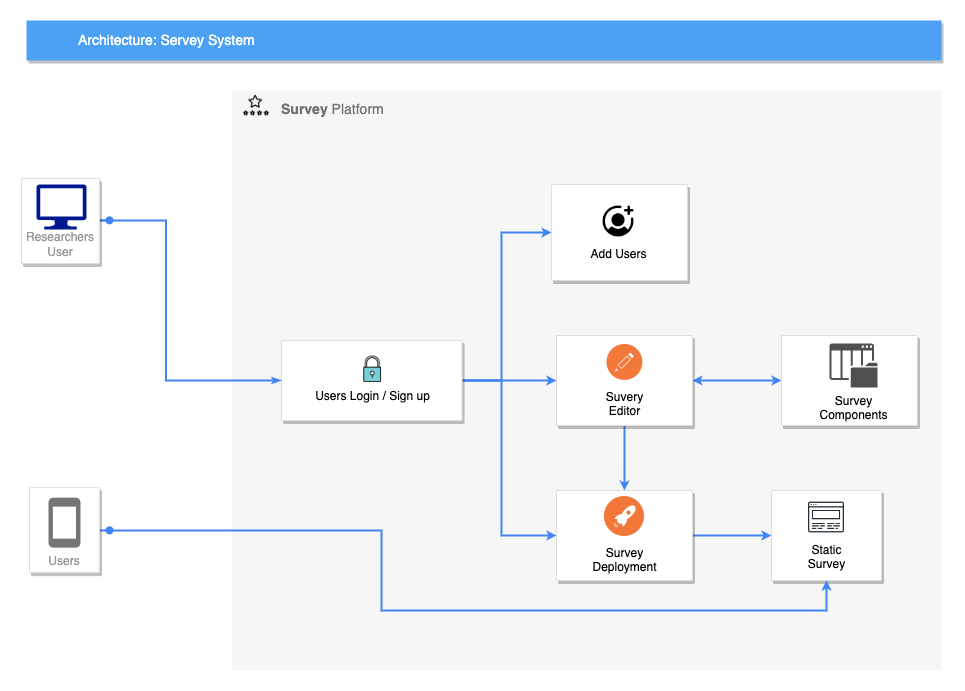 Architecture: Servey System
Survey Platform
Researchers
User
Add Users
Users Login / Sign up
Suvery
Editor
Survey
Components
Users
Survey
Deployment
Static
Survey